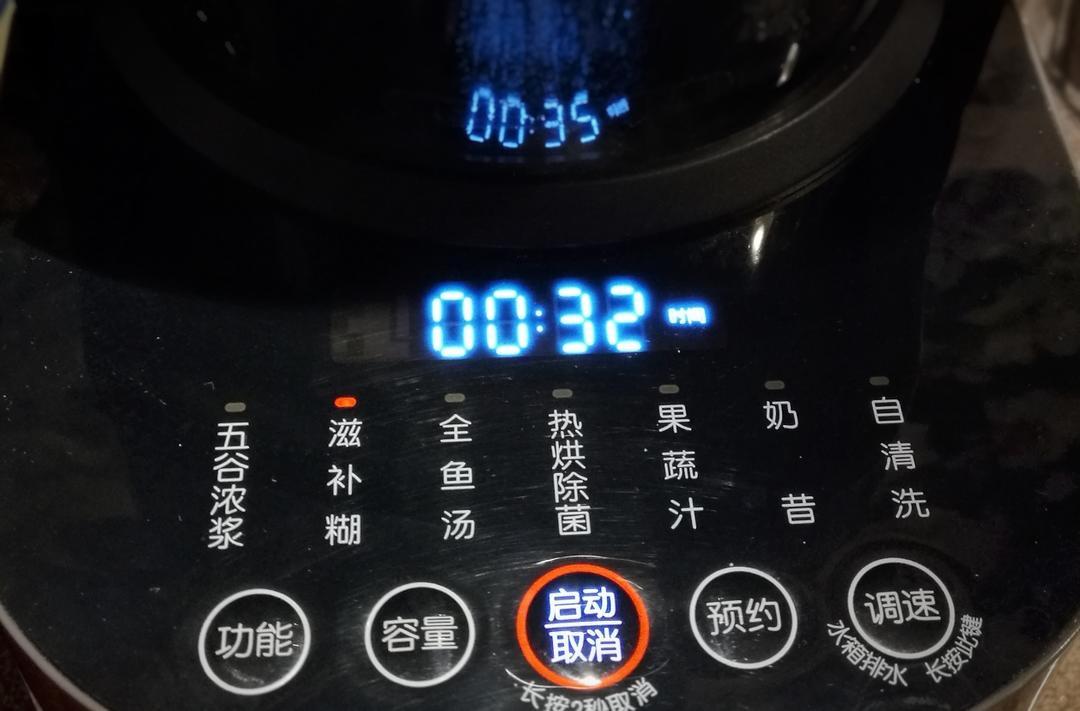 00:35
00:32 时间
五谷浓浆
滋补糊
全鱼汤
热烘除菌
果蔬汁
奶昔
自清洗
功能
容量
启动
取消
预约
调速
长按2秒取消
水箱排水 长按此键